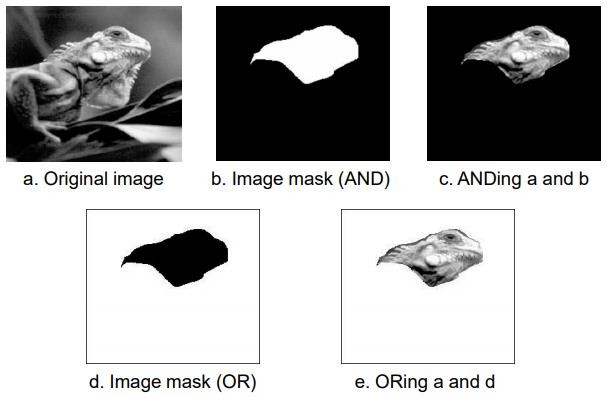 a. Original image
b. Image mask (AND)
c. ANDing a and b
d. Image mask (OR)
e. ORing a and d